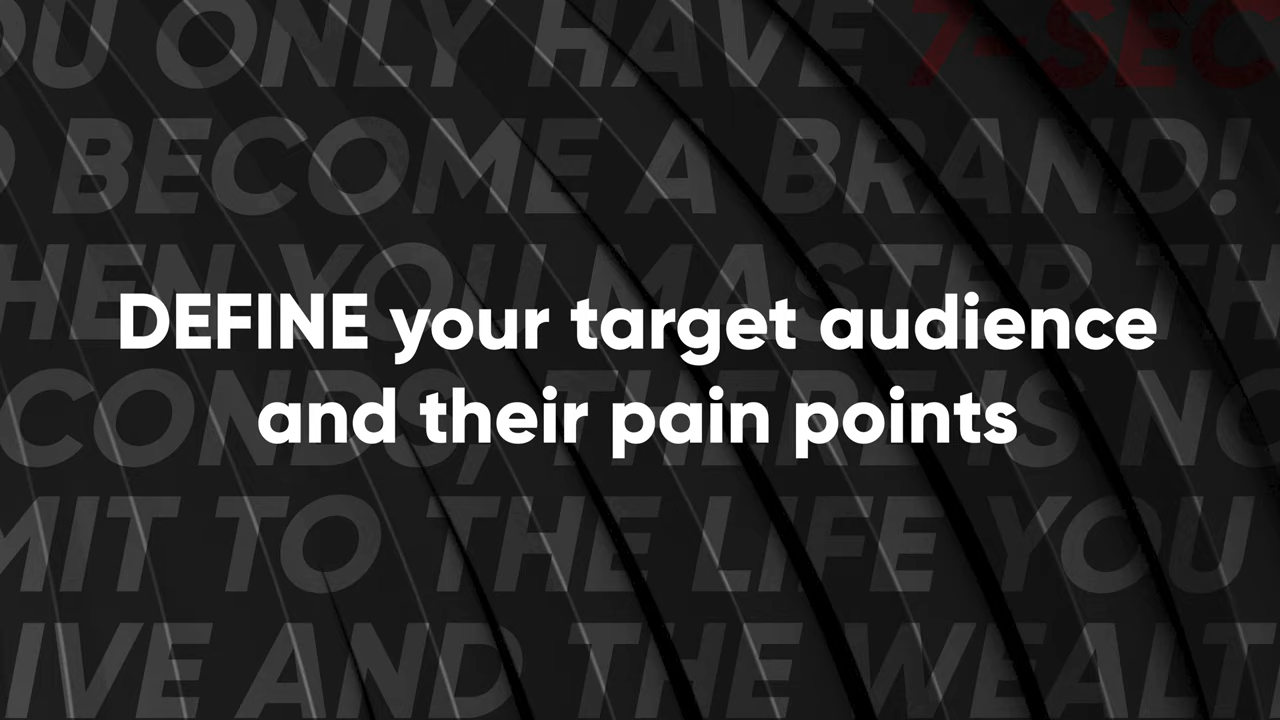 YOU ONLY HAVE 7-SEC
BECOME A BRAND!
HEN YOU MASTER TH
DEFINE your target audience
CONDS, THERE IS NO
and their pain points
MIT TO THE LIFE YOU
IVE AND THE WEALT